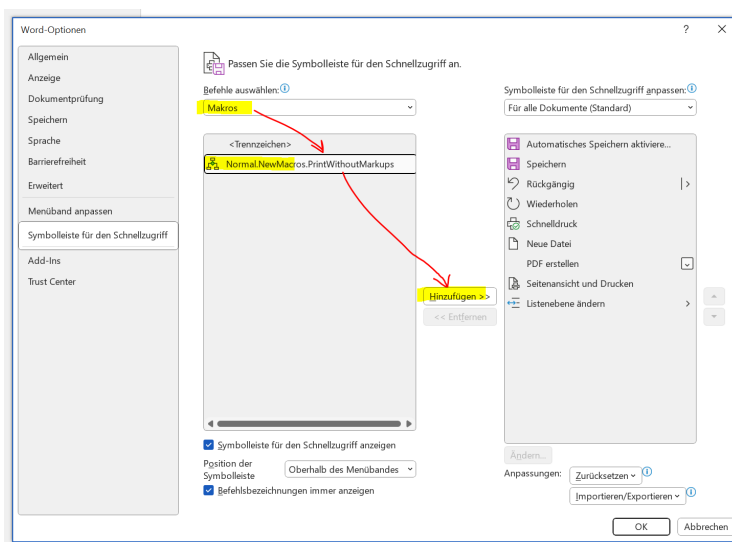 Word-Optionen
?
Allgemein
Anzeige
Dokumentprüfung
Speichern
Sprache
Barrierefreiheit
Erweitert
Menüband anpassen
Symbolleiste für den Schnellzugriff
Add-Ins
Trust Center
Passen Sie die Symbolleiste für den Schnellzugriff an.
Befehle auswählen:
Makros
<Trennzeichen>
Normal.NewMacros.PrintWithoutMarkups
Hinzufügen >>
<< Entfernen
Symbolleiste für den Schnellzugriff anpassen:
Für alle Dokumente (Standard)
Automatisches Speichern aktiviere...
Speichern
Rückgängig
Wiederholen
Schnelldruck
Neue Datei
PDF erstellen
Seitenansicht und Drucken
Listenebene ändern
Symbolleiste für den Schnellzugriff anzeigen
Position der
Symbolleiste
Oberhalb des Menübandes
Befehlsbezeichnungen immer anzeigen
Ändern...
Anpassungen:
Zurücksetzen
Importieren/Exportieren
OK
Abbrechen